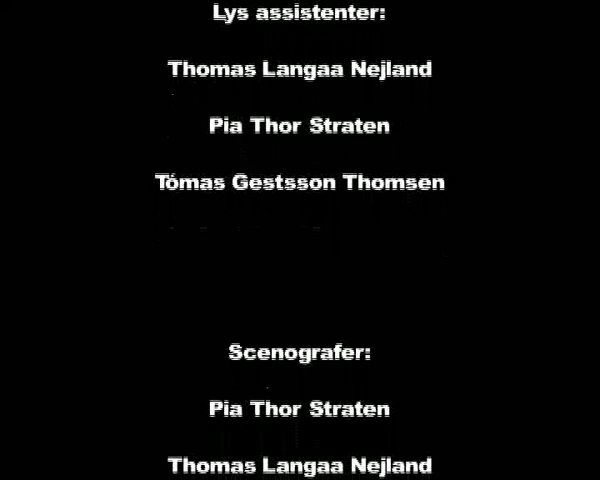 Lys assistenter:
Thomas Langaa Nejland
Pia Thor Straten
Tómas Gestsson Thomsen
Scenografer:
Pia Thor Straten
Thomas Langaa Nejland